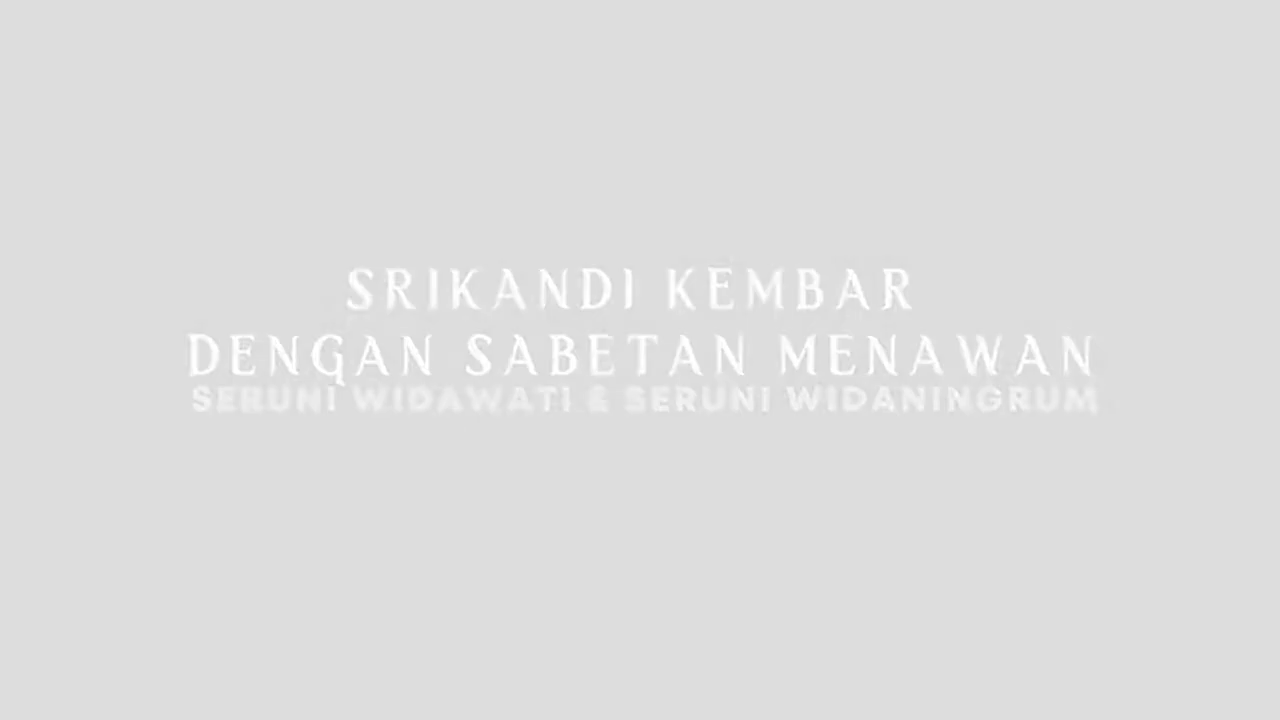 SRIKANDI KEMBAR
DENGAN SABETAN MENAWAN
SERUNI WIDAWATI & SERUNI WIDANINGRUM